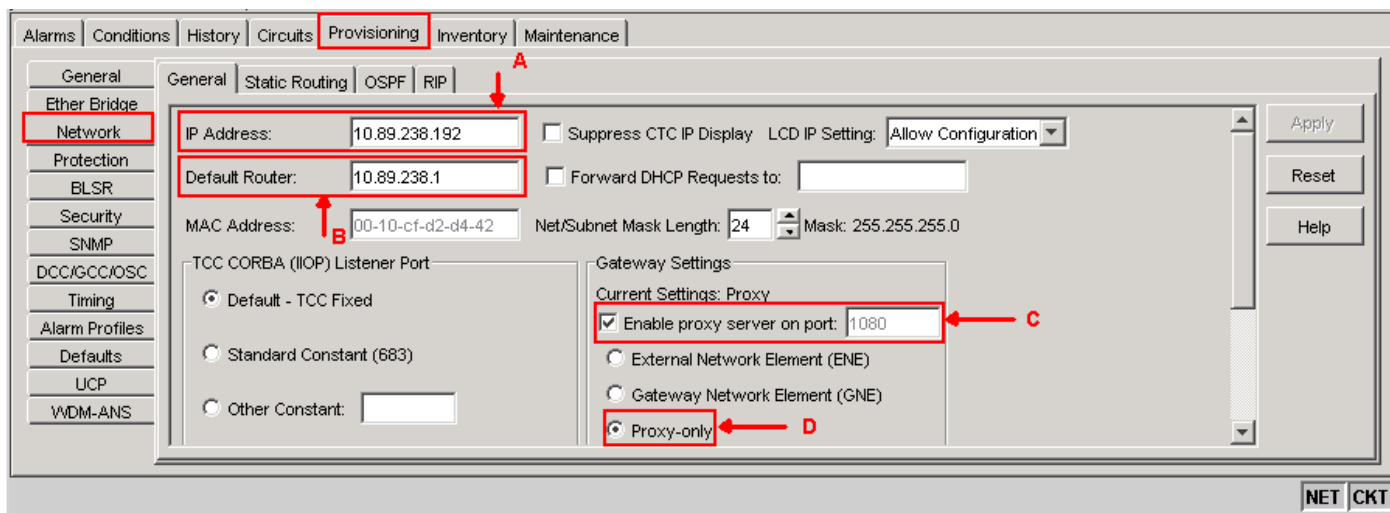 Alarms Conditions History Circuits Provisioning Inventory Maintenance
A
General
Ether Bridge
Network
Protection
BLSR
Security
SNMP
DCC/GCC/OSC
Timing
Alarm Profiles
Defaults
UCP
WDM-ANS
General Static Routing OSPF RIP
IP Address: 10.89.238.192 Suppress CTC IP Display LCD IP Setting: Allow Configuration
Default Router: 10.89.238.1 Forward DHCP Requests to:
B
MAC Address: 00-10-cf-d2-d4-42 Net/Subnet Mask Length: 24 Mask: 255.255.255.0
TCC CORBA (IIOP) Listener Port
Default - TCC Fixed
Standard Constant (683)
Other Constant:
Gateway Settings
Current Settings: Proxy
Enable proxy server on port: 1080
C
External Network Element (ENE)
Gateway Network Element (GNE)
Proxy-only
D
Apply
Reset
Help
NET CKT